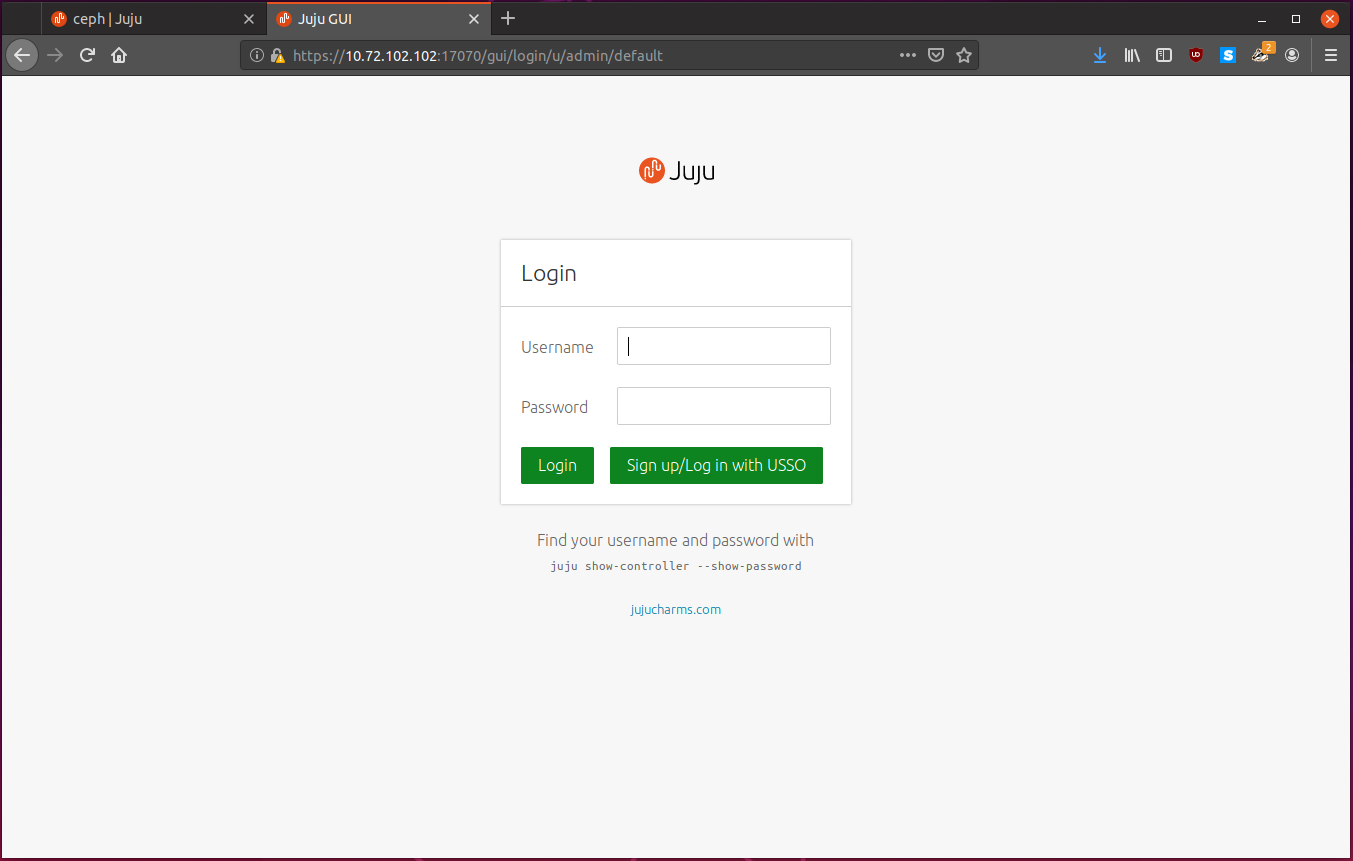 ceph | Juju
Juju GUI
https://10.72.102.102:17070/gui/login/u/admin/default
2
Juju
Login
Username
Password
Login
Sign up/Log in with USSO
Find your username and password with
juju show-controller --show-password
jujucharms.com